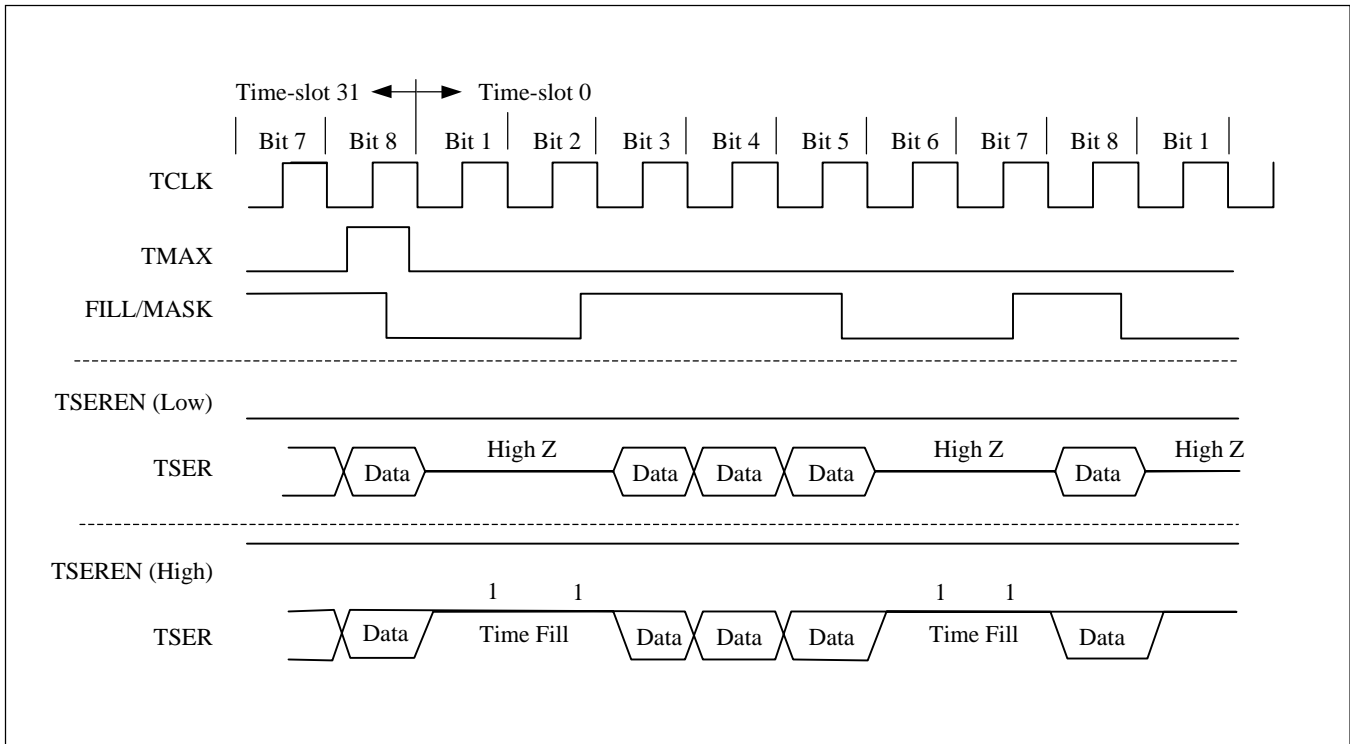 Time-slot 31 Time-slot 0
Bit 7 Bit 8 Bit 1 Bit 2 Bit 3 Bit 4 Bit 5 Bit 6 Bit 7 Bit 8 Bit 1
TCLK
TMAX
FILL/MASK
TSEREN (Low)
High Z High Z High Z
TSER Data Data Data Data Data
TSEREN (High)
1 1 1 1
TSER Data Time Fill Data Data Data Time Fill Data